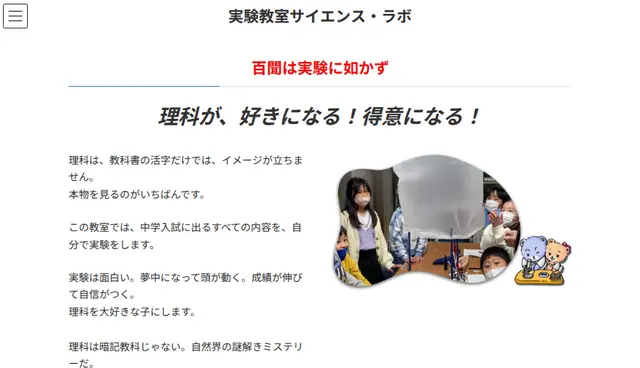 実験教室サイエンス・ラボ
百聞は実験に如かず
理科が、好きになる！得意になる！
理科は、教科書の活字だけでは、イメージが立ちま
せん。
本物を見るのがいちばんです。
この教室では、中学入試に出るすべての内容を、自
分で実験をします。
実験は面白い。夢中になって頭が動く。成績が伸び
て自信がつく。
理科を大好きな子にします。
理科は暗記教科じゃない。自然界の謎解きミステリ
ーだ。